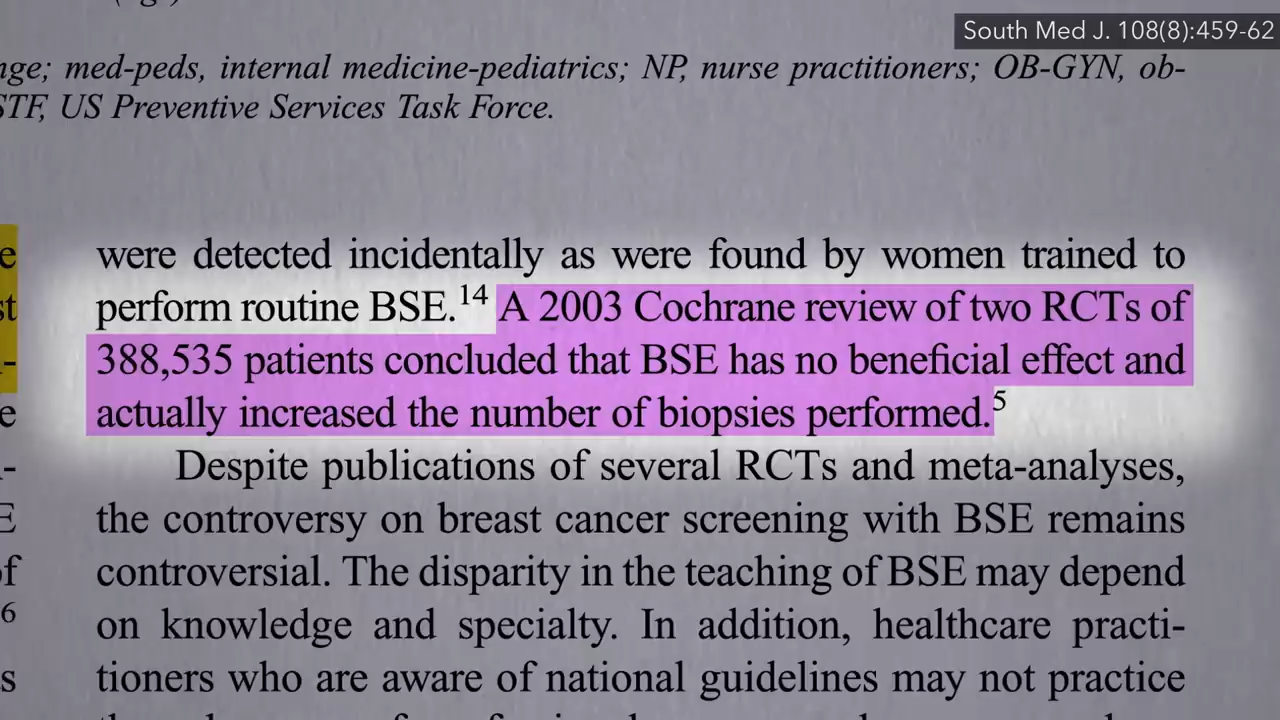 South Med J. 108(8):459-62
nge; med-peds, internal medicine-pediatrics; NP, nurse practitioners; OB-GYN, ob-
STF, US Preventive Services Task Force.
were detected incidentally as were found by women trained to
perform routine BSE.14 A 2003 Cochrane review of two RCTs of
388,535 patients concluded that BSE has no beneficial effect and
actually increased the number of biopsies performed.5
Despite publications of several RCTs and meta-analyses,
the controversy on breast cancer screening with BSE remains
controversial. The disparity in the teaching of BSE may depend
on knowledge and specialty. In addition, healthcare practi-
tioners who are aware of national guidelines may not practice